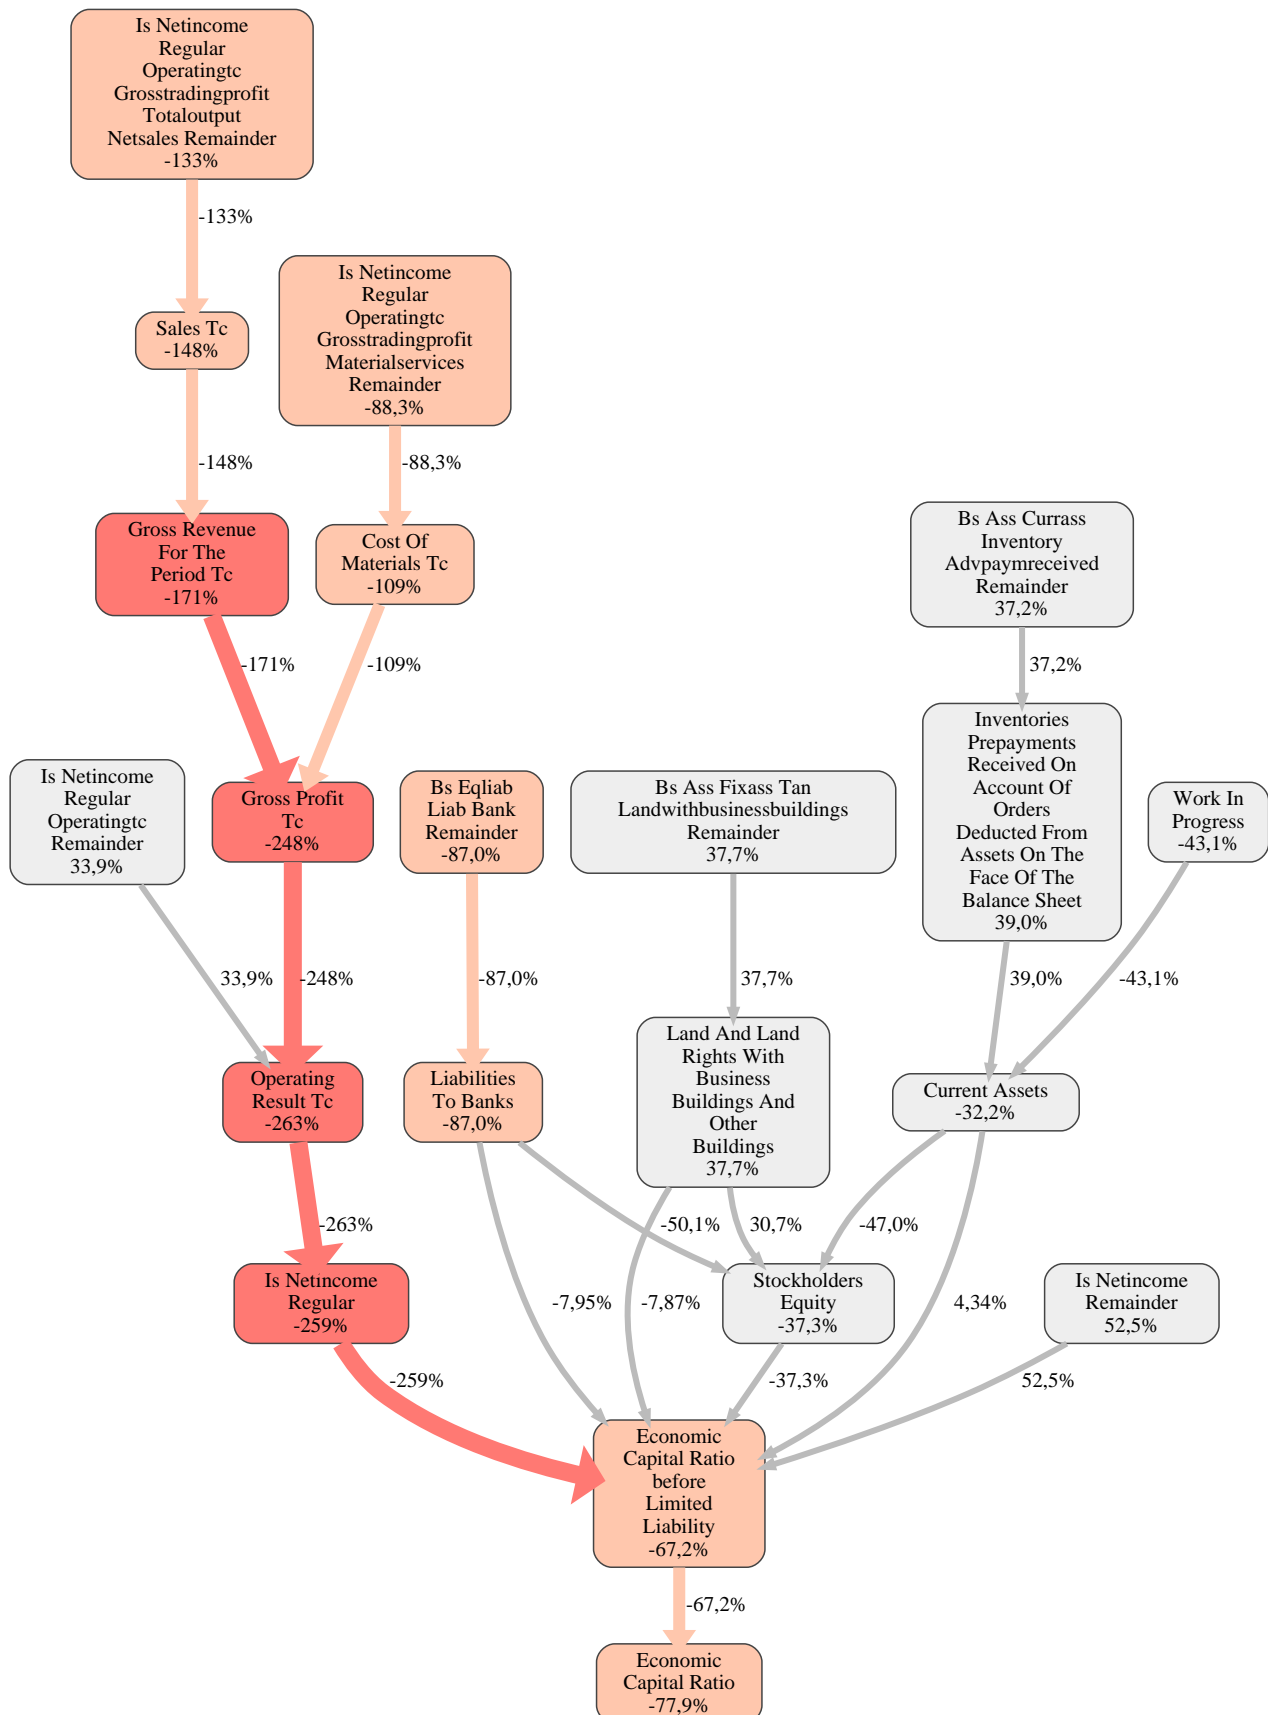 Is Netincome
Regular
Operatingtc
Grosstradingprofit
Totaloutput
Netsales Remainder
-133%
-133%
Sales Tc
-148%
Is Netincome
Regular
Operatingtc
Grosstradingprofit
Materialservices
Remainder
-88,3%
-148%
-88,3%
Gross Revenue
For The
Period Tc
-171%
Cost Of
Materials Tc
-109%
Bs Ass Currass
Inventory
Advpaymreceived
Remainder
37,2%
-171%
-109%
37,2%
Is Netincome
Regular
Operatingtc
Remainder
33,9%
Gross Profit
Tc
-248%
Bs Eqliab
Liab Bank
Remainder
-87,0%
Bs Ass Fixass Tan
Landwithbusinessbuildings
Remainder
37,7%
Inventories
Prepayments
Received On
Account Of
Orders
Deducted From
Assets On The
Face Of The
Balance Sheet
39,0%
Work In
Progress
-43,1%
33,9%
-248%
-87,0%
37,7%
39,0%
-43,1%
Operating
Result Tc
-263%
Liabilities
To Banks
-87,0%
Land And Land
Rights With
Business
Buildings And
Other
Buildings
37,7%
Current Assets
-32,2%
-263%
-50,1%
30,7%
-47,0%
Is Netincome
Regular
-259%
-7,95%
-7,87%
Stockholders
Equity
-37,3%
4,34%
Is Netincome
Remainder
52,5%
-259%
-37,3%
52,5%
Economic
Capital Ratio
before
Limited
Liability
-67,2%
-67,2%
Economic
Capital Ratio
-77,9%